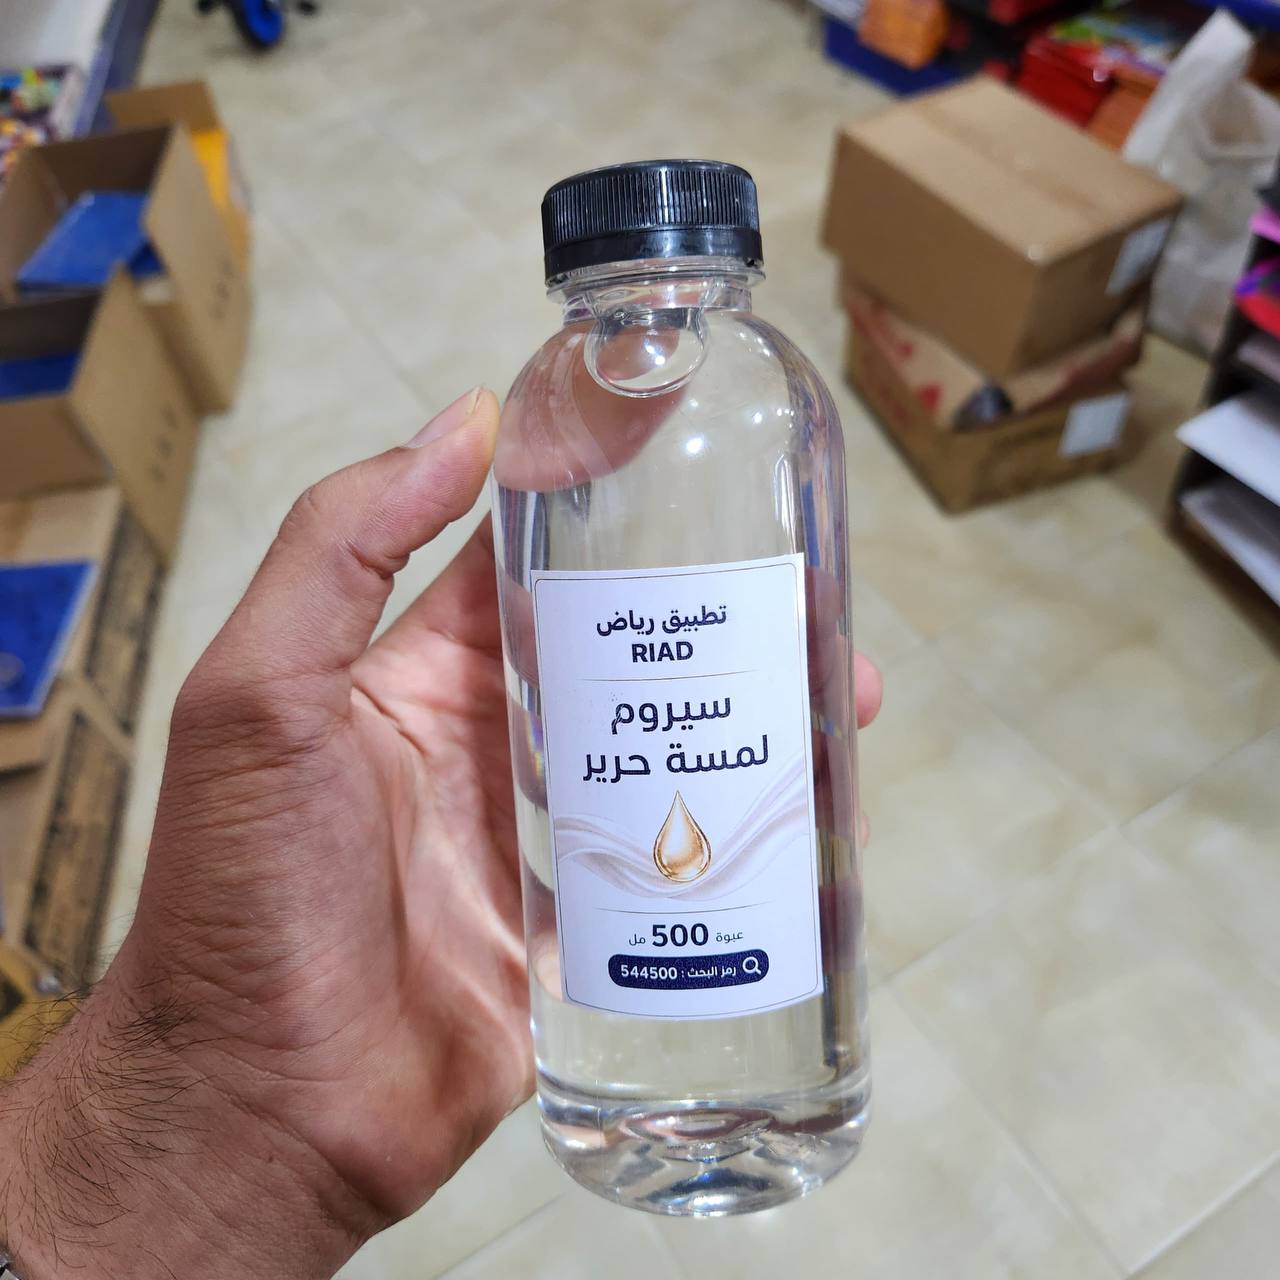 تطبيق رياض
RIAD
سيروم
لمسة حرير
عبوة 500 مل
رمز البحث : 544500